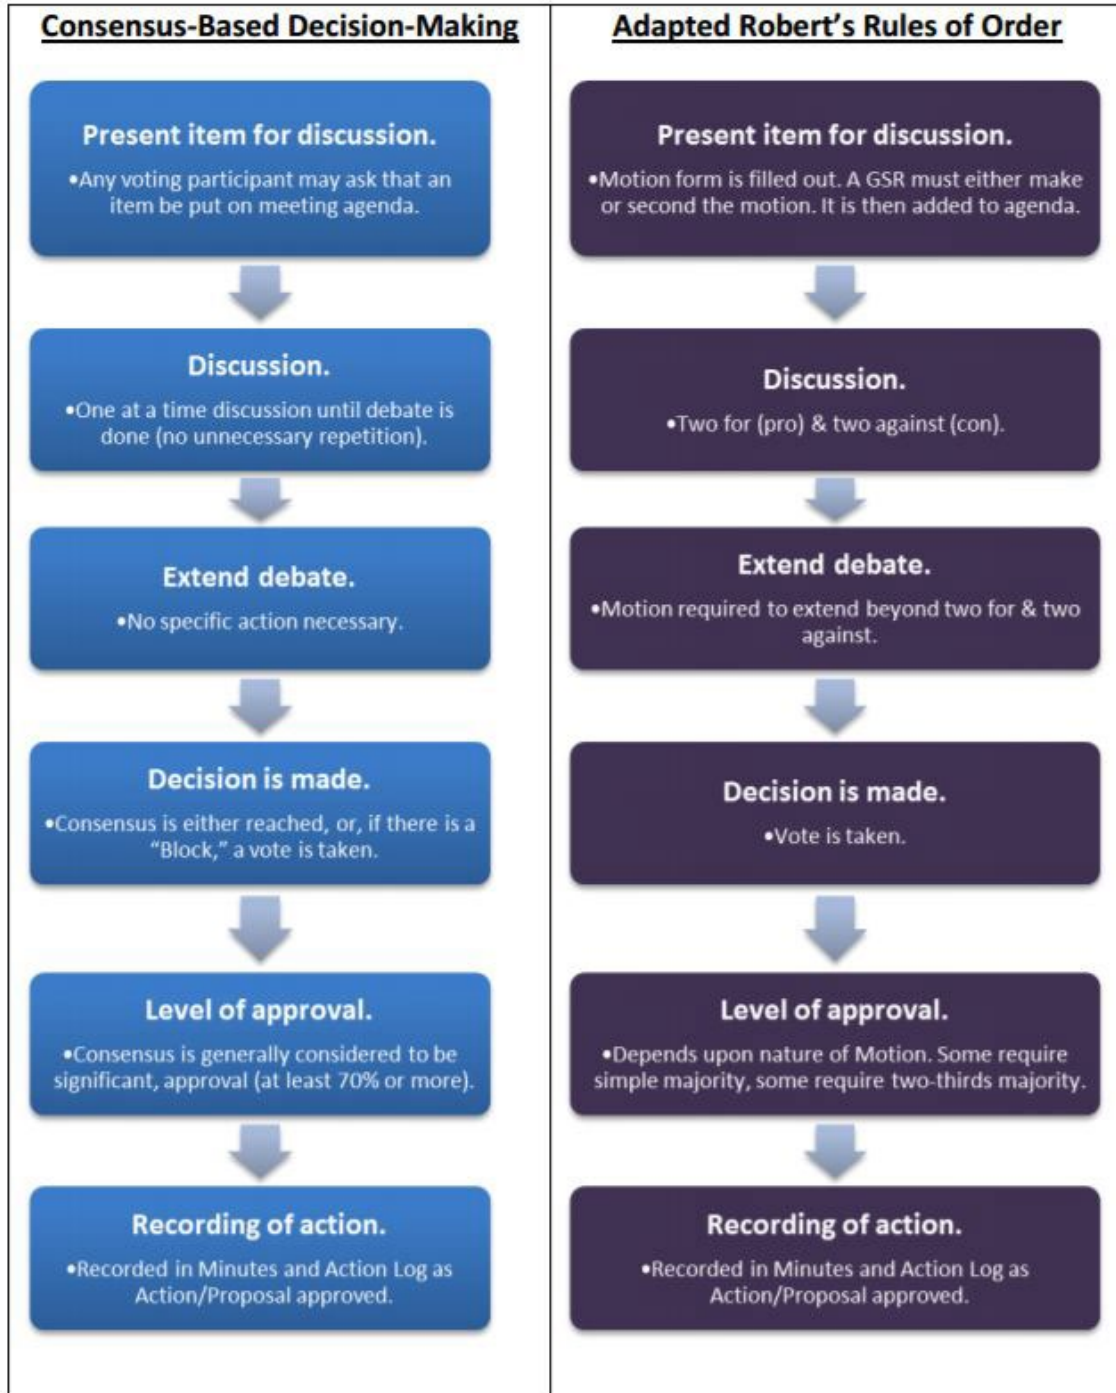 Consensus-Based Decision-Making
Present item for discussion.
•Any voting participant may ask that an
item be put on meeting agenda.
Discussion.
•One at a time discussion until debate is
done (no unnecessary repetition).
Extend debate.
•No specific action necessary.
Decision is made.
•Consensus is either reached, or, if there is a
“Block,” a vote is taken.
Level of approval.
•Consensus is generally considered to be
significant, approval (at least 70% or more).
Recording of action.
•Recorded in Minutes and Action Log as
Action/Proposal approved.
Adapted Robert’s Rules of Order
Present item for discussion.
•Motion form is filled out. A GSR must either make
or second the motion. It is then added to agenda.
Discussion.
•Two for (pro) & two against (con).
Extend debate.
•Motion required to extend beyond two for & two
against.
Decision is made.
•Vote is taken.
Level of approval.
•Depends upon nature of Motion. Some require
simple majority, some require two-thirds majority.
Recording of action.
•Recorded in Minutes and Action Log as
Action/Proposal approved.